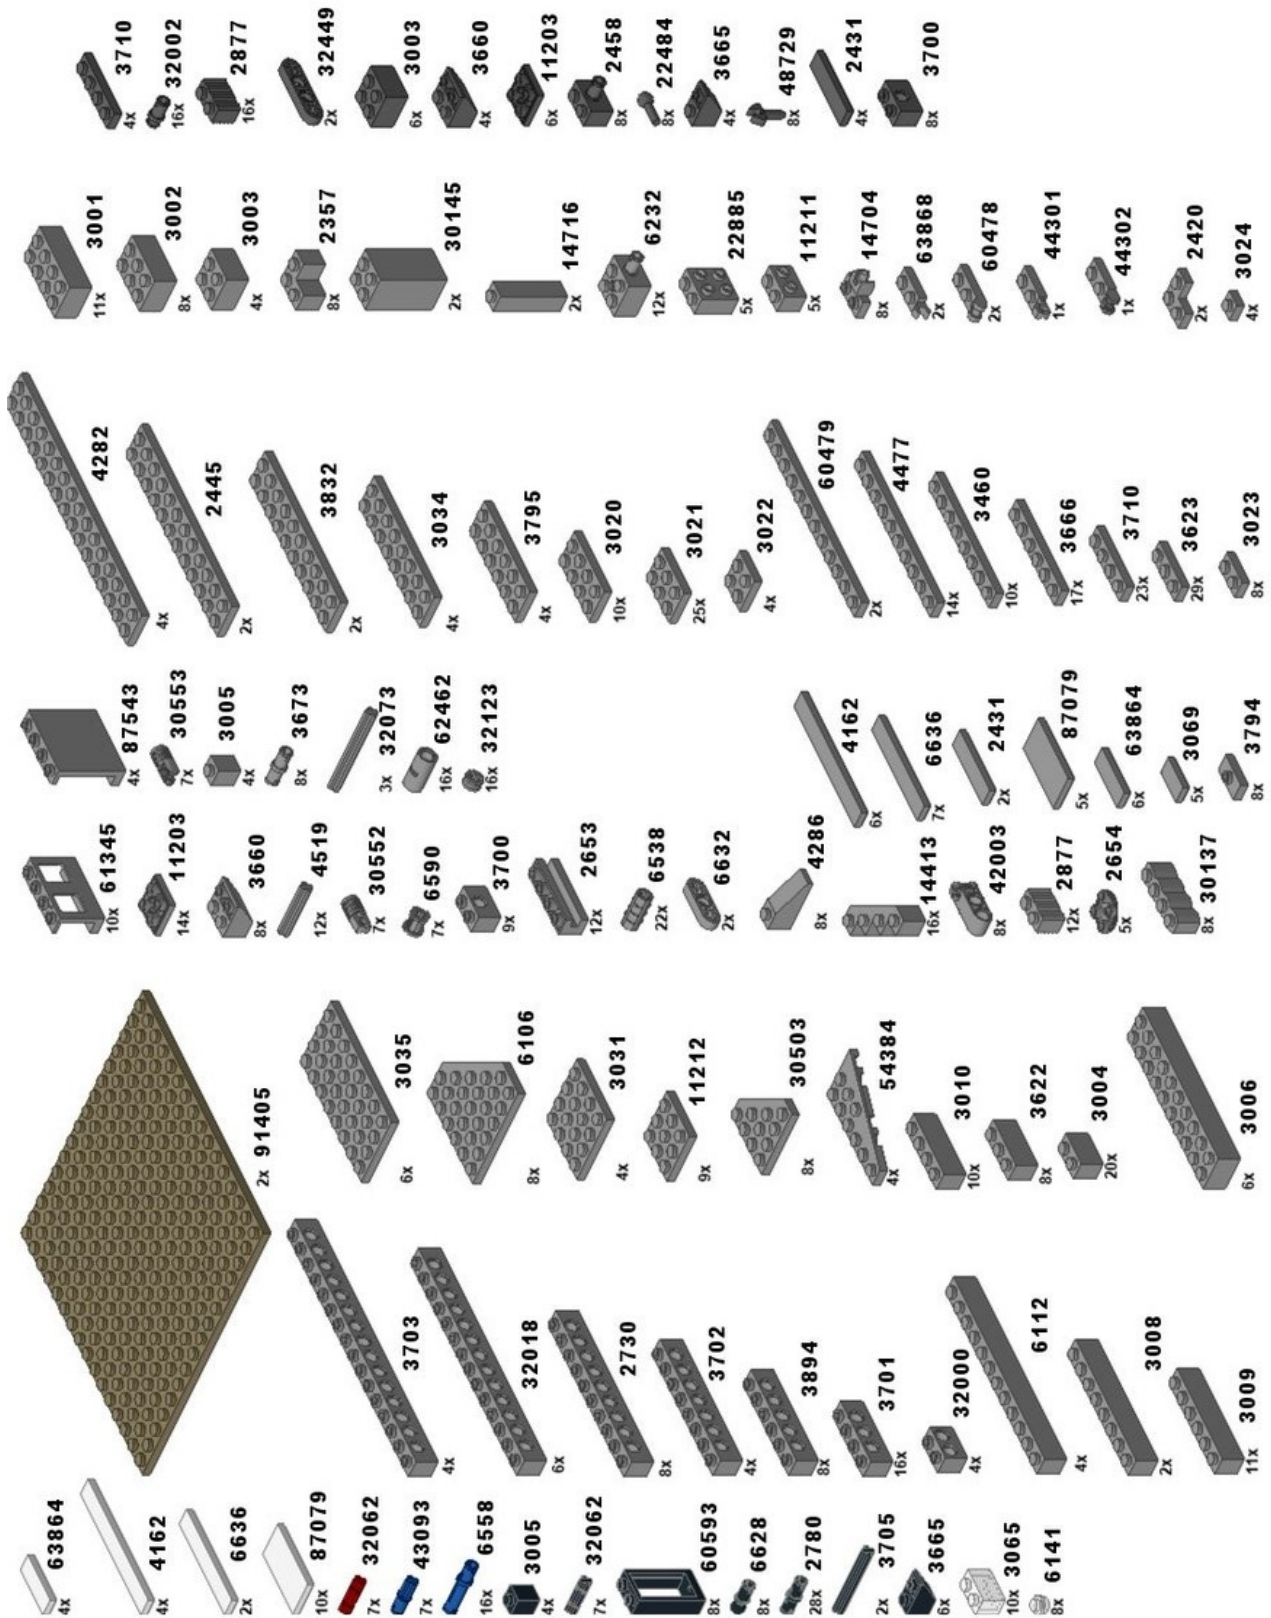 4x 63864
4x 4162
2x 6636
10x 87079
7x 32062
7x 43093
16x 6558
4x 3005
7x 32062
8x 60593
8x 6628
28x 2780
2x 3705
6x 3665
10x 3065
8x 6141
2x 91405
4x 3703
6x 32018
8x 2730
4x 3702
8x 3894
16x 3701
4x 32000
4x 6112
2x 3008
11x 3009
6x 3035
8x 6106
4x 3031
9x 11212
8x 30503
4x 54384
10x 3010
8x 3622
20x 3004
6x 3006
10x 61345
14x 11203
8x 3660
12x 4519
7x 30552
7x 6590
9x 3700
12x 2653
22x 6538
2x 6632
8x 4286
16x 14413
8x 42003
12x 2877
5x 2654
8x 30137
4x 87543
7x 30553
4x 3005
8x 3673
3x 32073
16x 62462
16x 32123
6x 4162
7x 6636
2x 2431
5x 87079
6x 63864
5x 3069
8x 3794
4x 4282
2x 2445
2x 3832
4x 3034
4x 3795
10x 3020
25x 3021
4x 3022
2x 60479
14x 4477
10x 3460
17x 3666
23x 3710
29x 3623
8x 3023
11x 3001
8x 3002
4x 3003
8x 2357
2x 30145
2x 14716
12x 6232
5x 22885
5x 11211
8x 14704
2x 63868
2x 60478
1x 44301
1x 44302
2x 2420
4x 3024
4x 3710
16x 32002
16x 2877
2x 32449
6x 3003
4x 3660
6x 11203
8x 2458
8x 22484
4x 3665
8x 48729
4x 2431
8x 3700